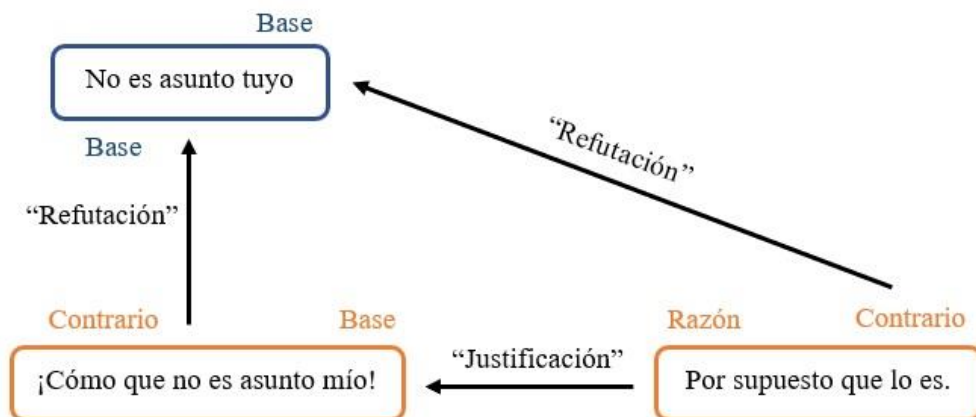 Base
No es asunto tuyo
Base
“Refutación”
“Refutación”
Contrario
Base
Razón
Contrario
¡Cómo que no es asunto mío!
“Justificación”
Por supuesto que lo es.